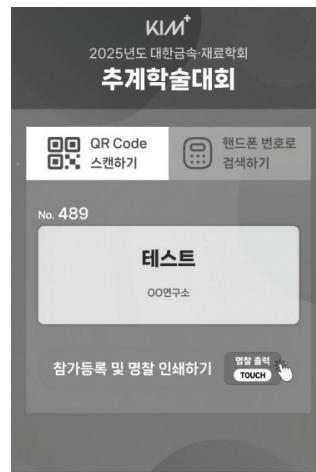 KIM+
2025년도 대한금속·재료학회
추계학술대회
QR Code
스캔하기
핸드폰 번호로
검색하기
No. 489
테스트
OO연구소
참가등록 및 명찰 인쇄하기
명찰 출력
TOUCH